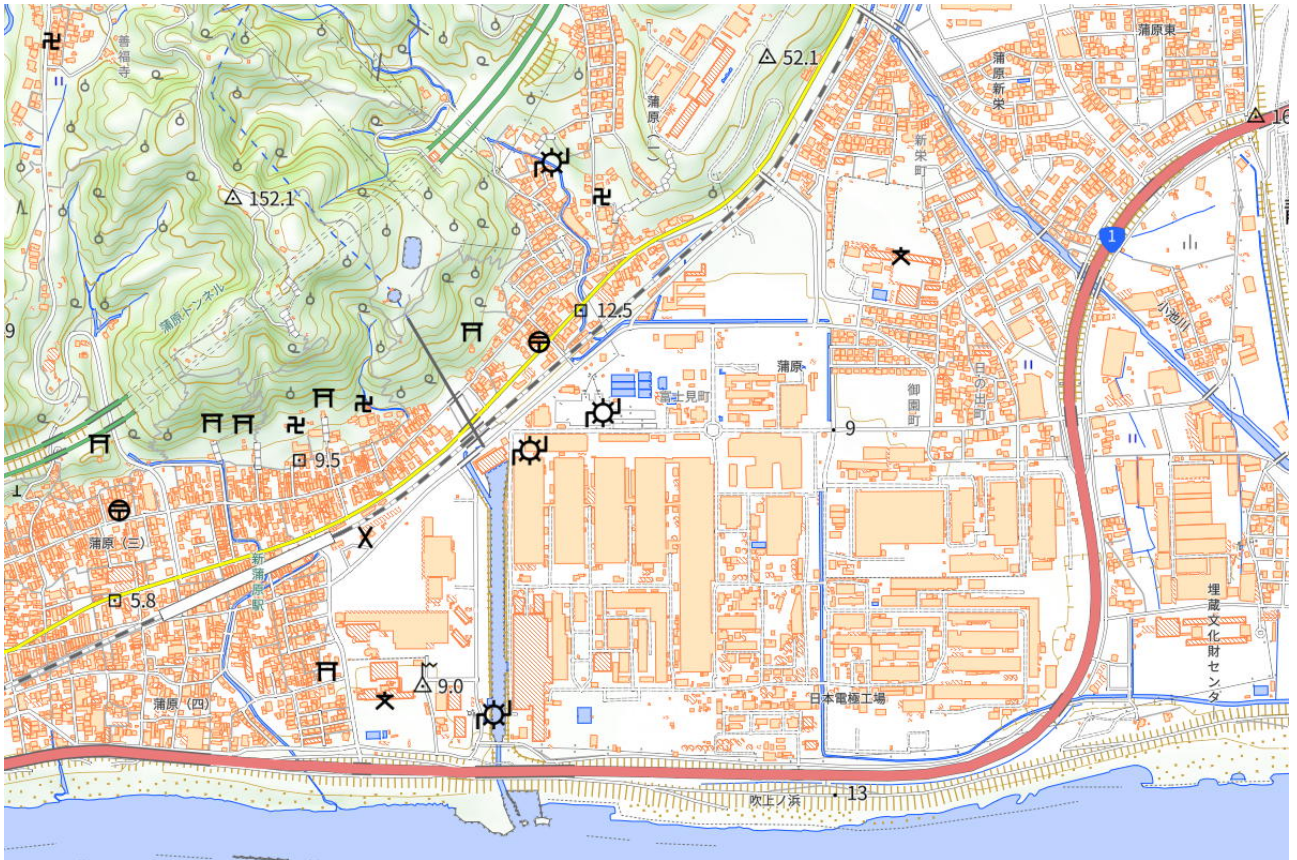 善福寺
52.1
蒲原(一)
蒲原新栄
蒲原東
新栄町
152.1
1
蒲原トンネル
小池川
12.5
9
蒲原
富士見町
御園町
日の出町
9
9.5
蒲原(三)
新蒲原駅
5.8
埋蔵文化財センタ
9.0
蒲原(四)
日本電極工場
吹上ノ浜
13